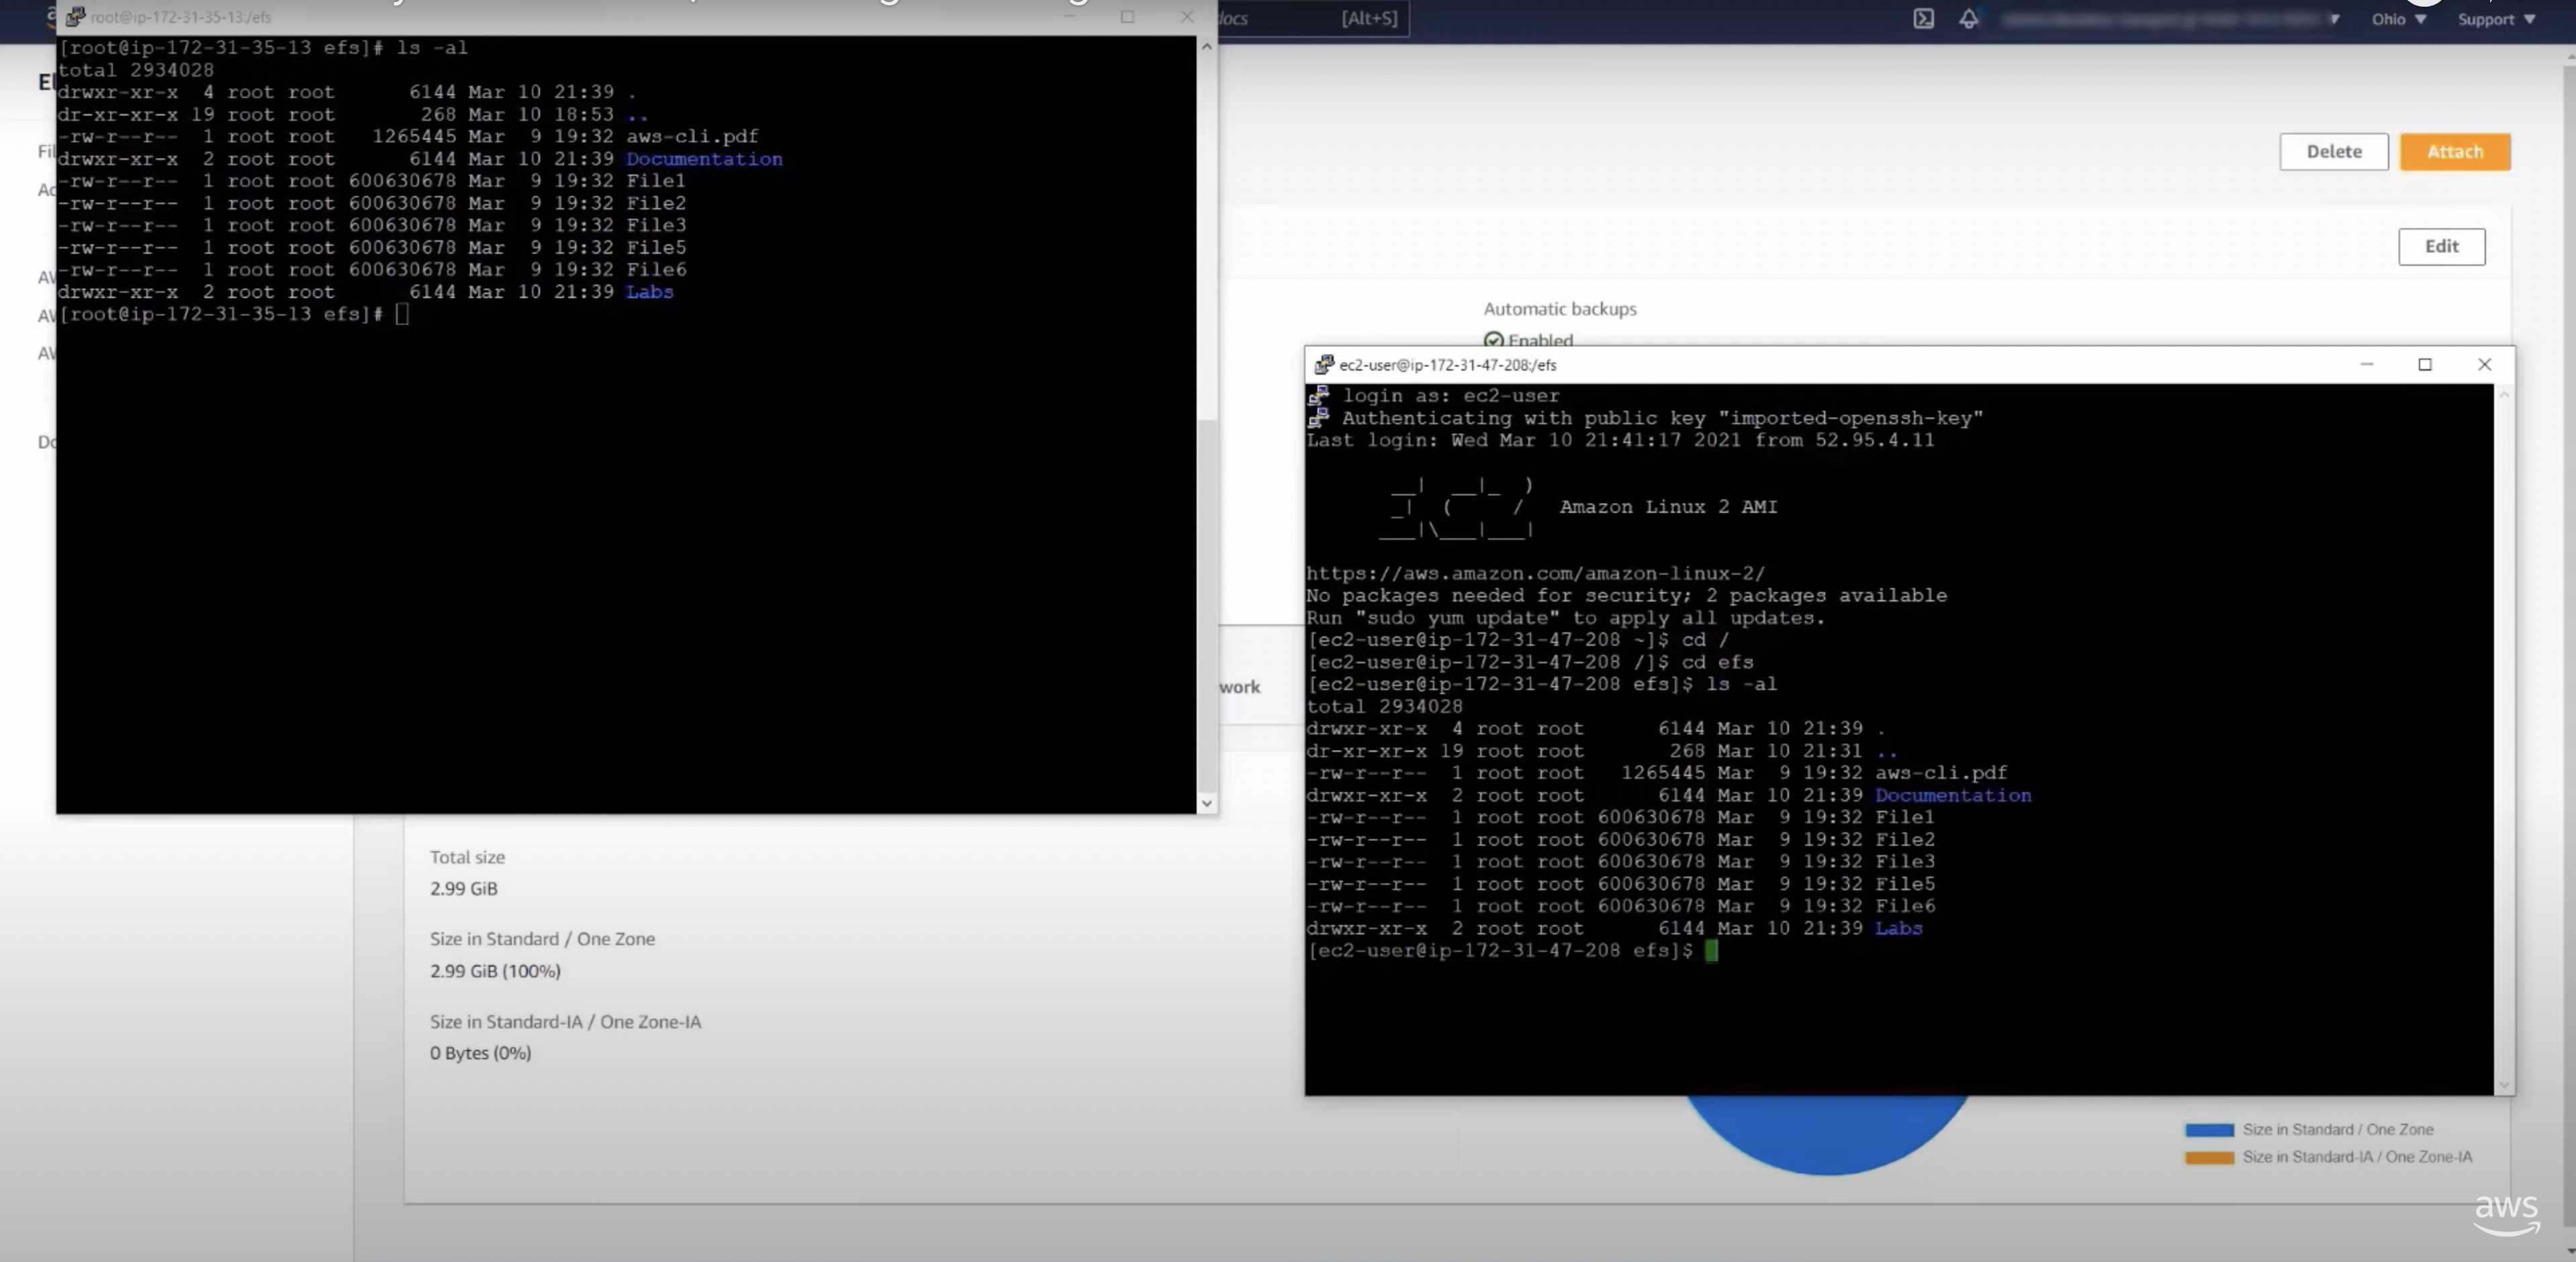 root@ip-172-31-35-13:/efs
[root@ip-172-31-35-13 efs]# ls -al
total 2934028
drwxr-xr-x 4 root root 6144 Mar 10 21:39 .
dr-xr-xr-x 19 root root 268 Mar 10 18:53 ..
-rw-r--r-- 1 root root 1265445 Mar 9 19:32 aws-cli.pdf
drwxr-xr-x 2 root root 6144 Mar 10 21:39 Documentation
-rw-r--r-- 1 root root 600630678 Mar 9 19:32 File1
-rw-r--r-- 1 root root 600630678 Mar 9 19:32 File2
-rw-r--r-- 1 root root 600630678 Mar 9 19:32 File3
-rw-r--r-- 1 root root 600630678 Mar 9 19:32 File5
-rw-r--r-- 1 root root 600630678 Mar 9 19:32 File6
drwxr-xr-x 2 root root 6144 Mar 10 21:39 Labs
[root@ip-172-31-35-13 efs]#
docs [Alt+S]
Ohio ▼ Support ▼
Delete Attach
Edit
Automatic backups
Enabled
work
ec2-user@ip-172-31-47-208:/efs
login as: ec2-user
Authenticating with public key "imported-openssh-key"
Last login: Wed Mar 10 21:41:17 2021 from 52.95.4.11
__| __|_ )
_| ( /
___|\___|___|
Amazon Linux 2 AMI
https://aws.amazon.com/amazon-linux-2/
No packages needed for security; 2 packages available
Run "sudo yum update" to apply all updates.
[ec2-user@ip-172-31-47-208 ~]$ cd /
[ec2-user@ip-172-31-47-208 /]$ cd efs
[ec2-user@ip-172-31-47-208 efs]$ ls -al
total 2934028
drwxr-xr-x 4 root root 6144 Mar 10 21:39 .
dr-xr-xr-x 19 root root 268 Mar 10 21:31 ..
-rw-r--r-- 1 root root 1265445 Mar 9 19:32 aws-cli.pdf
drwxr-xr-x 2 root root 6144 Mar 10 21:39 Documentation
-rw-r--r-- 1 root root 600630678 Mar 9 19:32 File1
-rw-r--r-- 1 root root 600630678 Mar 9 19:32 File2
-rw-r--r-- 1 root root 600630678 Mar 9 19:32 File3
-rw-r--r-- 1 root root 600630678 Mar 9 19:32 File5
-rw-r--r-- 1 root root 600630678 Mar 9 19:32 File6
drwxr-xr-x 2 root root 6144 Mar 10 21:39 Labs
[ec2-user@ip-172-31-47-208 efs]$
Total size
2.99 GiB
Size in Standard / One Zone
2.99 GiB (100%)
Size in Standard-IA / One Zone-IA
0 Bytes (0%)
Size in Standard / One Zone
Size in Standard-IA / One Zone-IA
aws